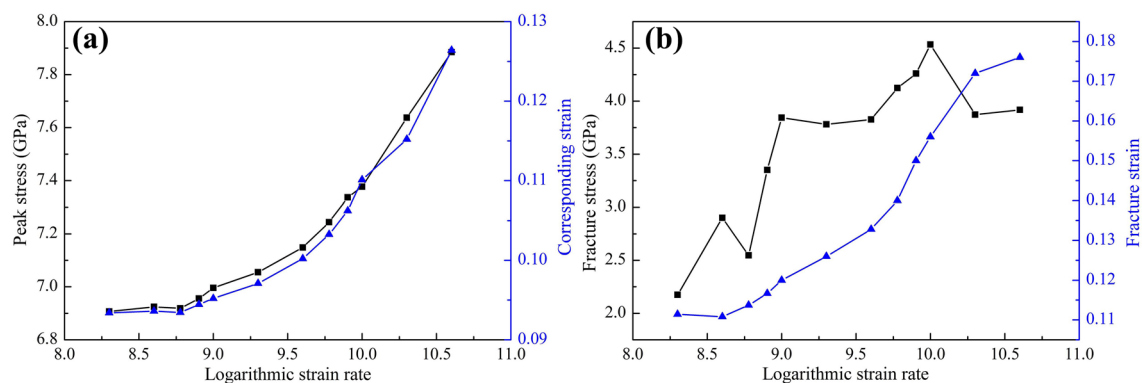 (a)
8.0
7.8
7.6
7.4
7.2
7.0
6.8
Peak stress (GPa)
0.13
0.12
0.11
0.10
0.09
Corresponding strain
8.0 8.5 9.0 9.5 10.0 10.5 11.0
Logarithmic strain rate
(b)
4.5
4.0
3.5
3.0
2.5
2.0
Fracture stress (GPa)
0.18
0.17
0.16
0.15
0.14
0.13
0.12
0.11
Fracture strain
8.0 8.5 9.0 9.5 10.0 10.5 11.0
Logarithmic strain rate